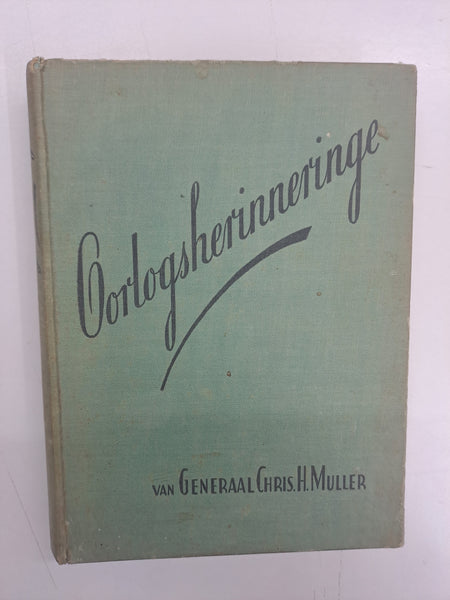 Oorlogsherinneringe
VAN GENERAAL CHRIS. H. MULLER